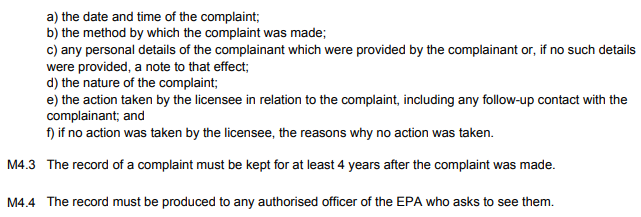 a) the date and time of the complaint;
b) the method by which the complaint was made;
c) any personal details of the complainant which were provided by the complainant or, if no such details
were provided, a note to that effect;
d) the nature of the complaint;
e) the action taken by the licensee in relation to the complaint, including any follow-up contact with the
complainant; and
f) if no action was taken by the licensee, the reasons why no action was taken.
M4.3 The record of a complaint must be kept for at least 4 years after the complaint was made.
M4.4 The record must be produced to any authorised officer of the EPA who asks to see them.